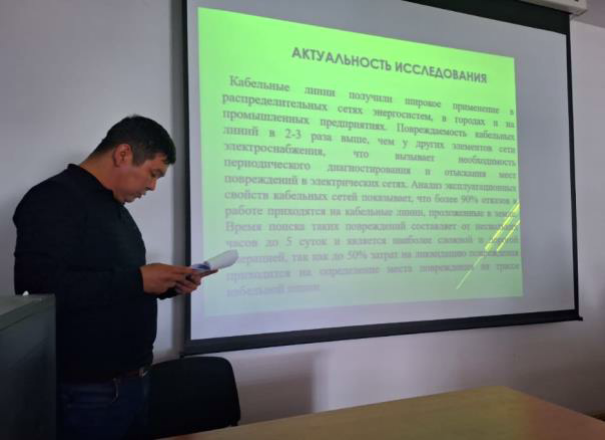 АКТУАЛЬНОСТЬ ИССЛЕДОВАНИЯ
Кабельные линии получили широкое применение в
распределительных сетях энергосистем, в городах и на
промышленных предприятиях. Повреждаемость кабельных
линий в 2-3 раза выше, чем у других элементов сети
электроснабжения, что вызывает необходимость
периодического диагностирования и отыскания мест
повреждений в электрических сетях. Анализ эксплуатационных
свойств кабельных сетей показывает, что более 90% отказов в
работе приходятся на кабельные линии, проложенные в земле.
Время поиска таких повреждений составляет от нескольких
часов до 5 суток и является наиболее сложной и
операцией, так как до 50% затрат на ликвидацию повреждения
приходится на определение места повреждения на трассе
кабельной линии.